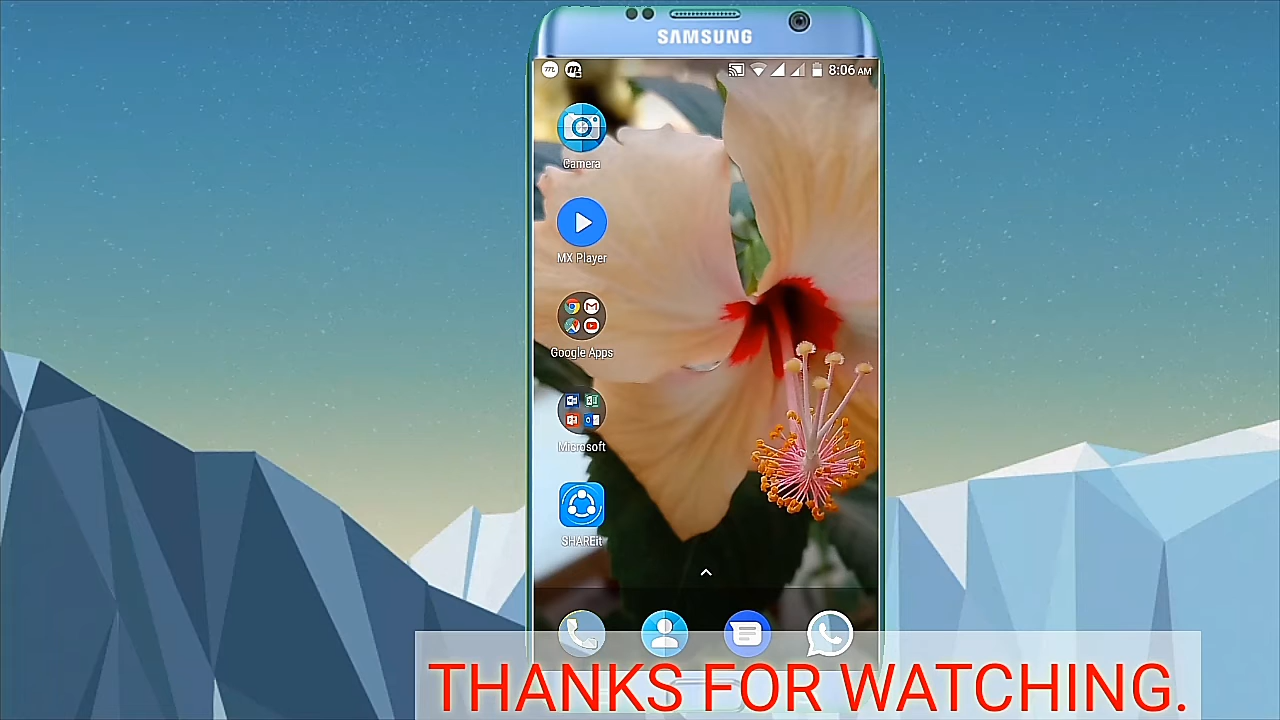 SAMSUNG
8:06 AM
Camera
MX Player
Google Apps
Microsoft
SHAREit
THANKS FOR WATCHING.